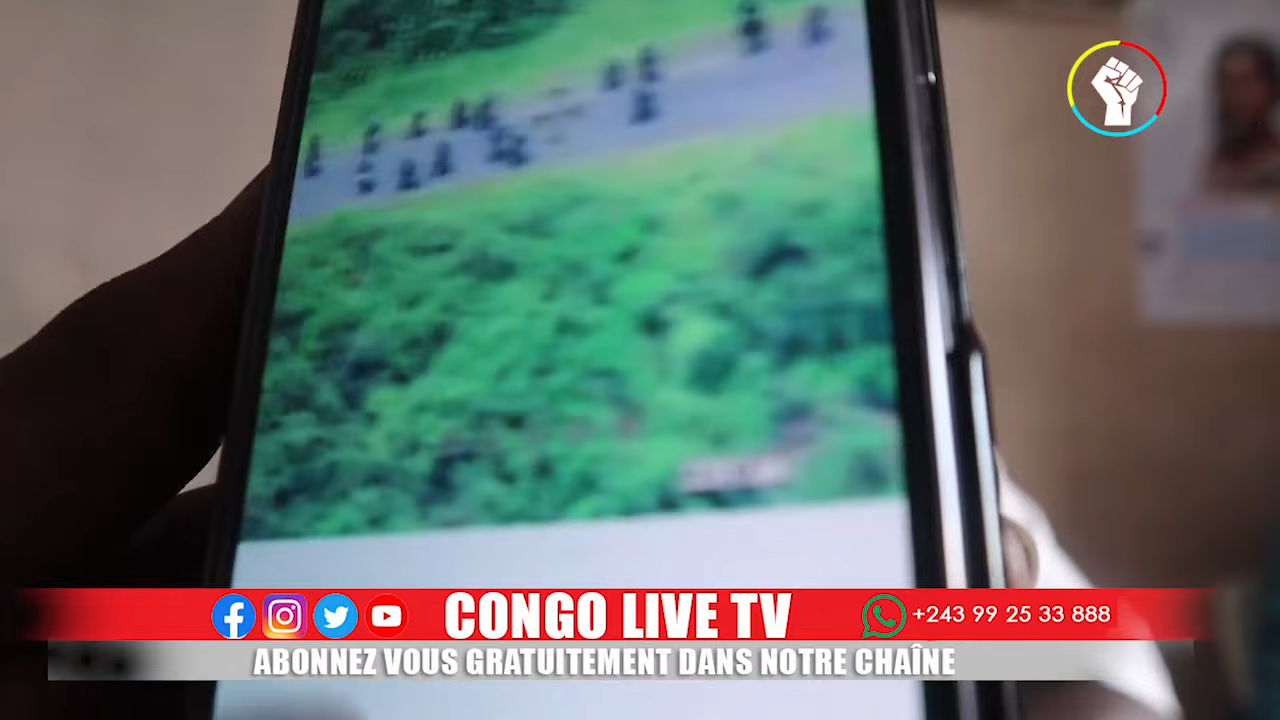 CONGO LIVE TV
+243 99 25 33 888
ABONNEZ VOUS GRATUITEMENT DANS NOTRE CHAÎNE